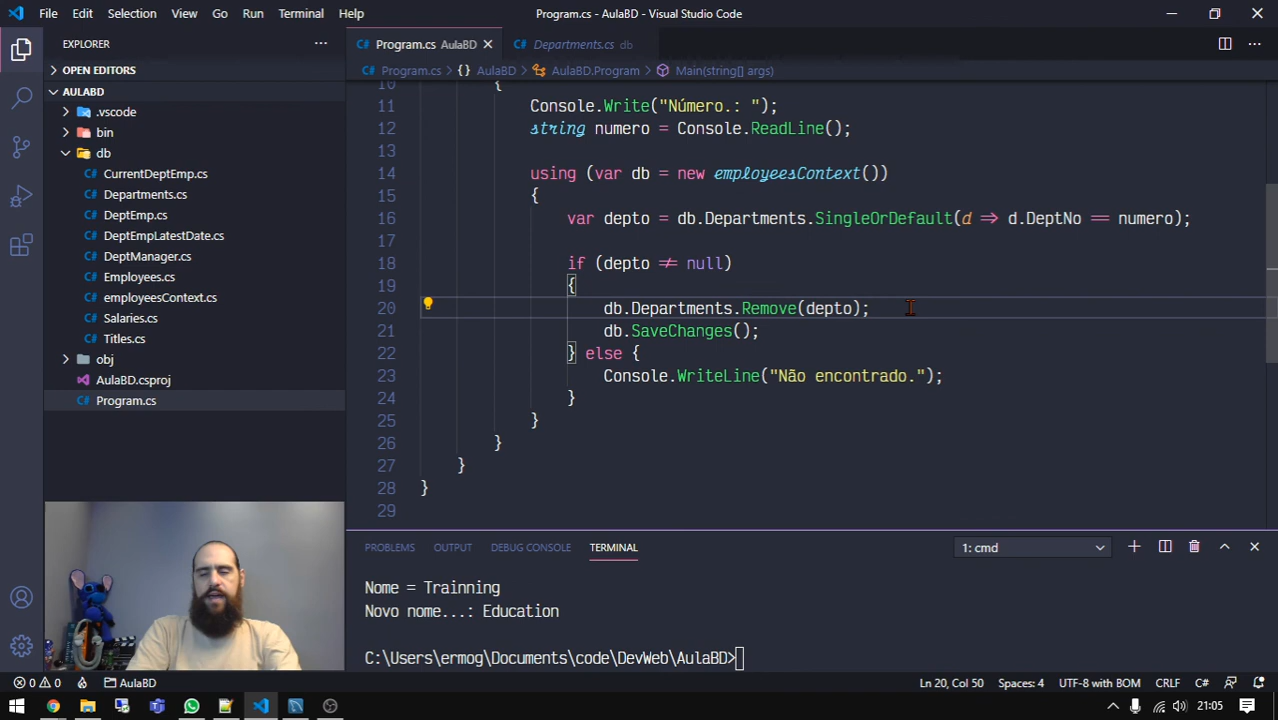 File Edit Selection View Go Run Terminal Help Program.cs - AulaBD - Visual Studio Code
EXPLORER
OPEN EDITORS
AULABD
.vscode
bin
db
CurrentDeptEmp.cs
Departments.cs
DeptEmp.cs
DeptEmpLatestDate.cs
DeptManager.cs
Employees.cs
employeesContext.cs
Salaries.cs
Titles.cs
obj
AulaBD.csproj
Program.cs
Program.cs AulaBD Departments.cs db
Program.cs AulaBD AulaBD.Program Main(string[] args)
10 {
11 Console.Write("Número.: ");
12 string numero = Console.ReadLine();
13
14 using (var db = new employeesContext())
15 {
16 var depto = db.Departments.SingleOrDefault(d => d.DeptNo == numero);
17
18 if (depto != null)
19 {
20 db.Departments.Remove(depto);
21 db.SaveChanges();
22 } else {
23 Console.WriteLine("Não encontrado.");
24 }
25 }
26 }
27 }
28 }
29
PROBLEMS OUTPUT DEBUG CONSOLE TERMINAL 1: cmd
Nome = Trainning
Novo nome...: Education
C:\Users\ermog\Documents\code\DevWeb\AulaBD>
0 0 AulaBD Ln 20, Col 50 Spaces: 4 UTF-8 with BOM CRLF C#
21:05